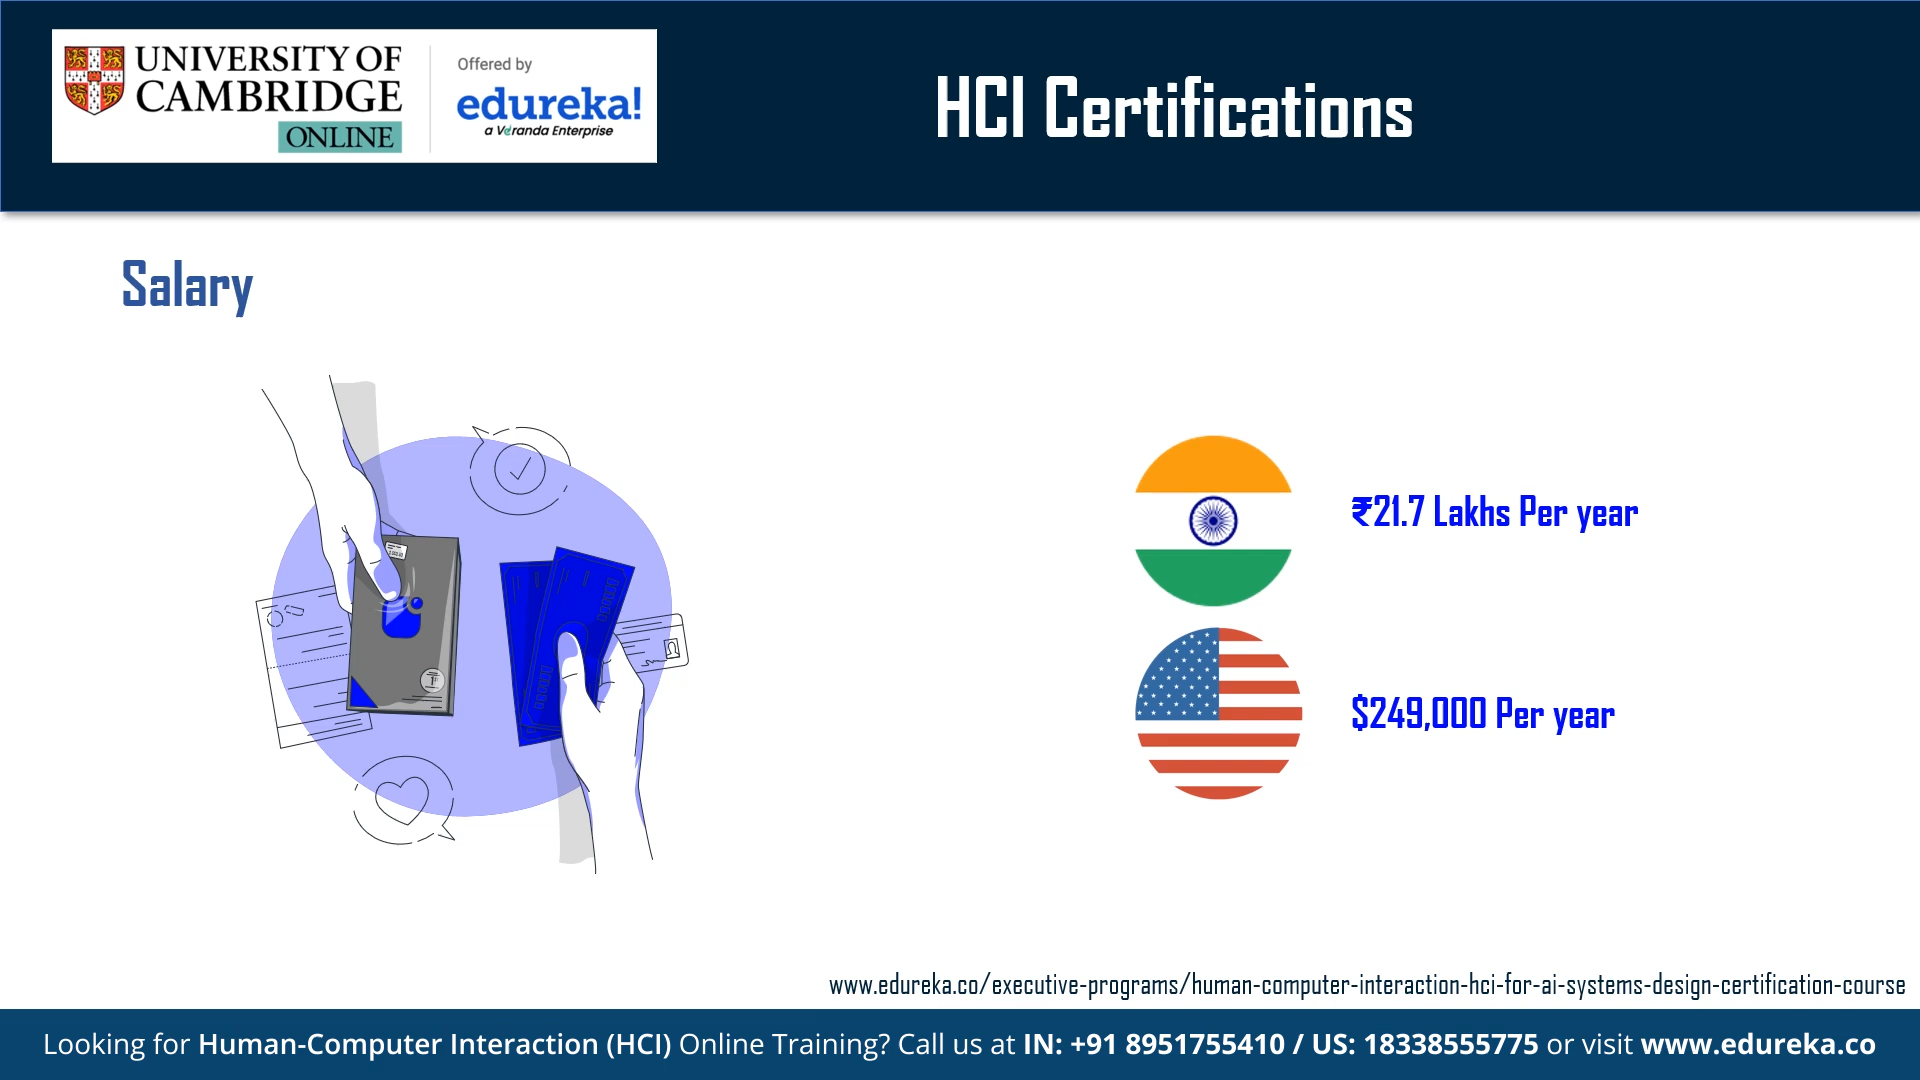 UNIVERSITY OF
CAMBRIDGE
ONLINE
Offered by
edureka!
a Veranda Enterprise
HCI Certifications
Salary
₹21.7 Lakhs Per year
$249,000 Per year
www.edureka.co/executive-programs/human-computer-interaction-hci-for-ai-systems-design-certification-course
Looking for Human-Computer Interaction (HCI) Online Training? Call us at IN: +91 8951755410 / US: 18338555775 or visit www.edureka.co